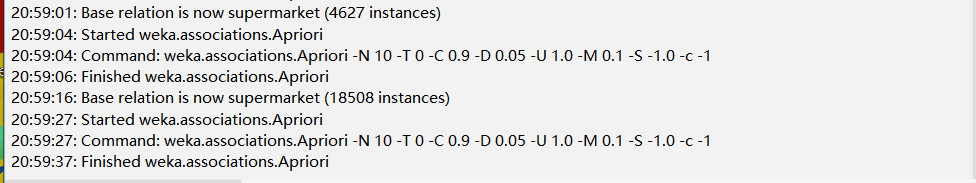 20:59:01: Base relation is now supermarket (4627 instances)
20:59:04: Started weka.associations.Apriori
20:59:04: Command: weka.associations.Apriori -N 10 -T 0 -C 0.9 -D 0.05 -U 1.0 -M 0.1 -S -1.0 -c -1
20:59:06: Finished weka.associations.Apriori
20:59:16: Base relation is now supermarket (18508 instances)
20:59:27: Started weka.associations.Apriori
20:59:27: Command: weka.associations.Apriori -N 10 -T 0 -C 0.9 -D 0.05 -U 1.0 -M 0.1 -S -1.0 -c -1
20:59:37: Finished weka.associations.Apriori